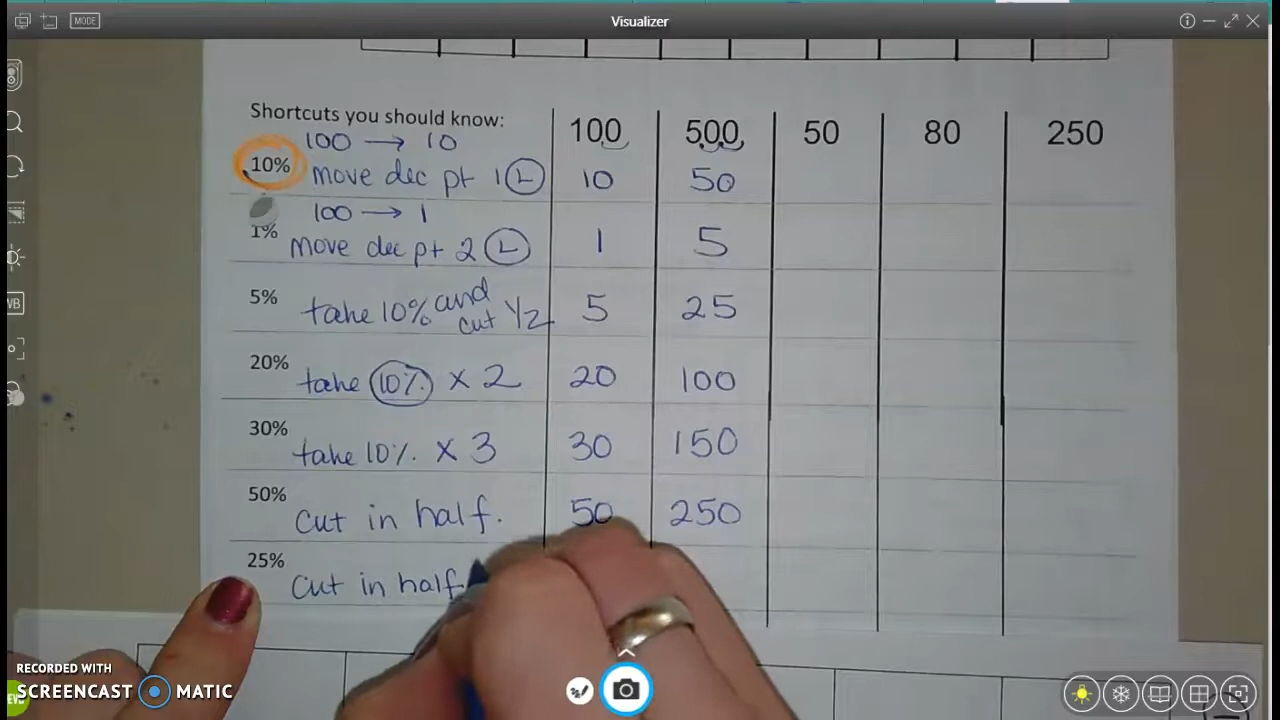 MODE
Visualizer
Shortcuts you should know:
100 500 50 80 250
100 → 10
10% move dec pt 1 L 10 50
100 → 1
1% move dec pt 2 L 1 5
5% take 10% and cut 1/2 5 25
20% take 10% x 2 20 100
30% take 10% x 3 30 150
50% cut in half. 50 250
25% cut in half
WB
RECORDED WITH
SCREENCAST MATIC